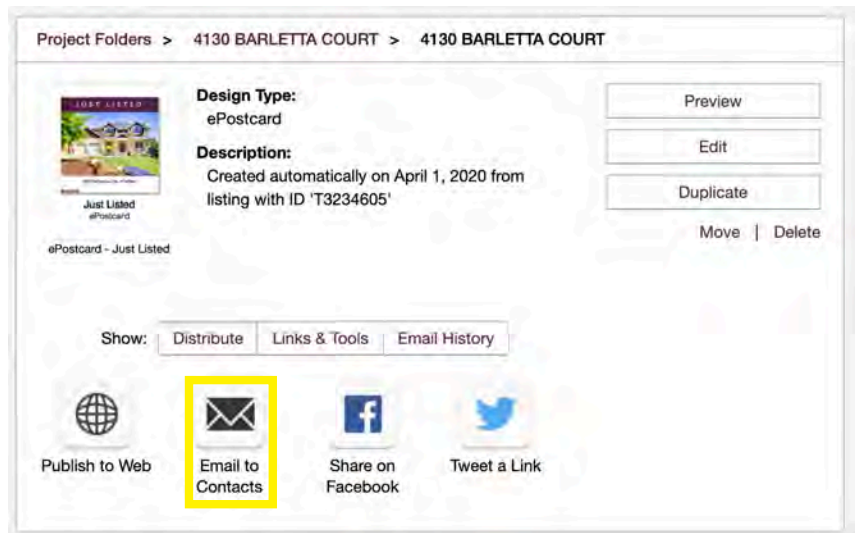 Project Folders > 4130 BARLETTA COURT > 4130 BARLETTA COURT
JUST LISTED
Just Listed
ePostcard
ePostcard - Just Listed
Design Type:
ePostcard
Description:
Created automatically on April 1, 2020 from
listing with ID 'T3234605'
Preview
Edit
Duplicate
Move | Delete
Show: Distribute Links & Tools Email History
Publish to Web
Email to
Contacts
Share on
Facebook
Tweet a Link